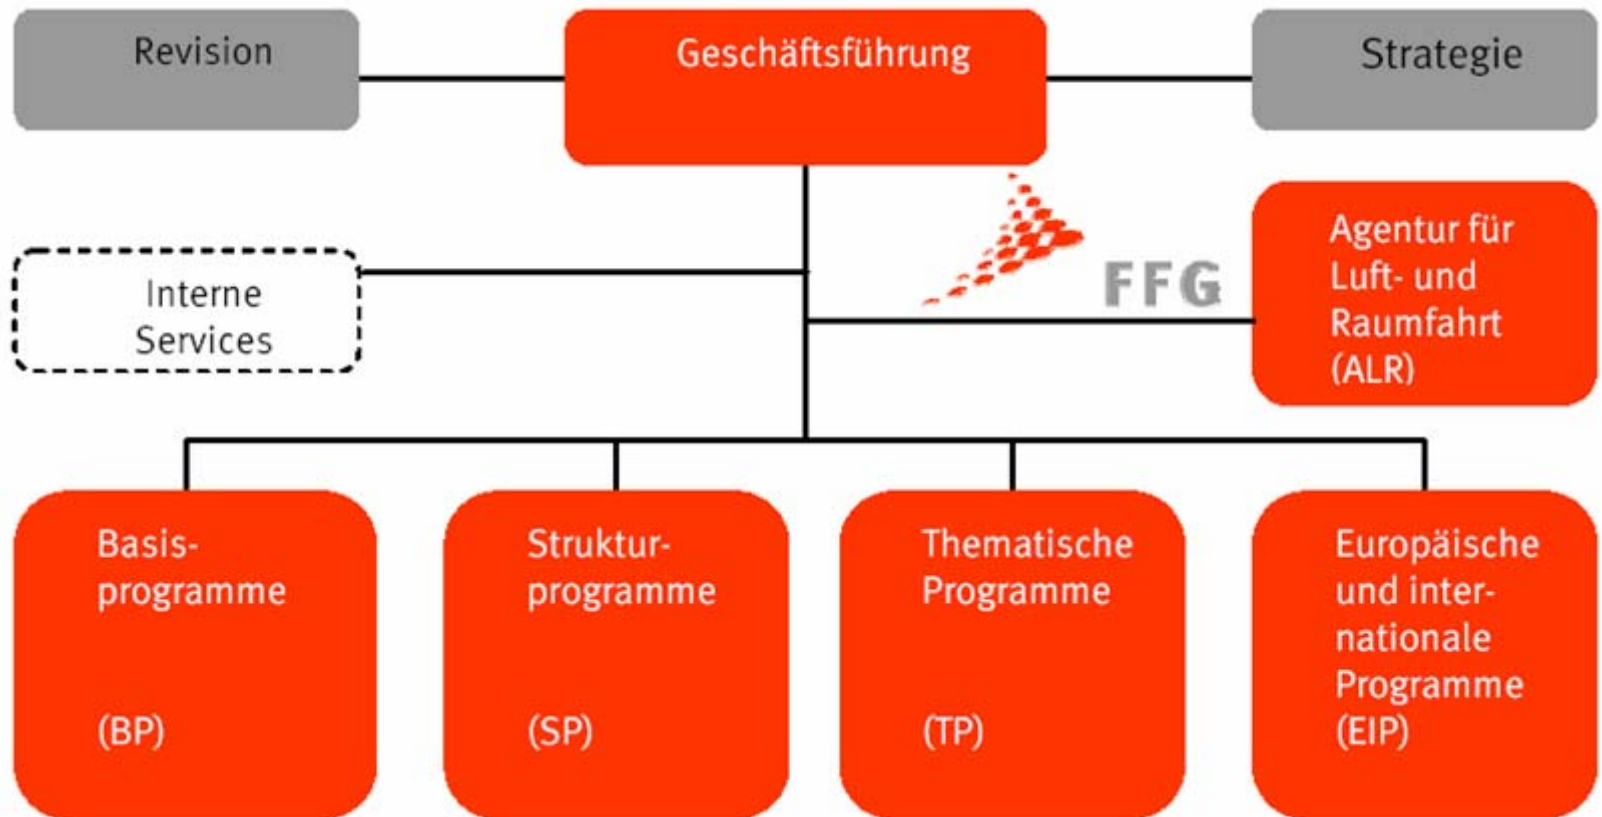 Revision
Geschäftsführung
Strategie
Interne
Services
FFG
Agentur für
Luft- und
Raumfahrt
(ALR)
Basis-
programme
(BP)
Struktur-
programme
(SP)
Thematische
Programme
(TP)
Europäische
und inter-
nationale
Programme
(EIP)